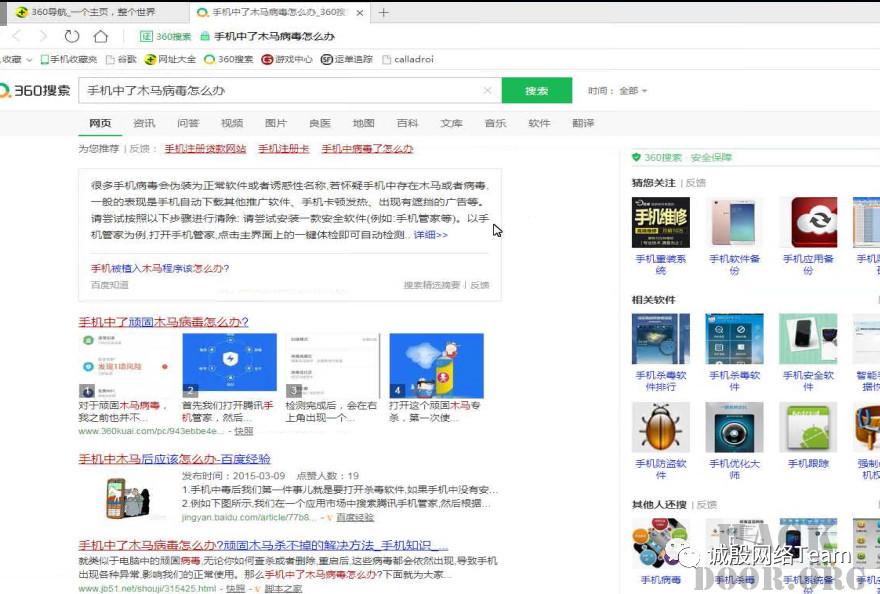 360导航_一个主页，整个世界
手机中了木马病毒怎么办_360搜
360搜索
手机中了木马病毒怎么办
收藏
手机收藏夹
谷歌
网址大全
360搜索
游戏中心
运单追踪
calladroi
360搜索
手机中了木马病毒怎么办
搜索
时间：
全部
网页 资讯 问答 视频 图片 良医 地图 百科 文库 音乐 软件 翻译
为您推荐 | 反馈：
手机注册贷款网站
手机注册卡
手机中病毒了怎么办
很多手机病毒会伪装为正常软件或者诱惑性名称,若怀疑手机中存在木马或者病毒,
一般的表现是手机自动下载其他推广软件、手机卡顿发热、出现有遮挡的广告等。
请尝试按照以下步骤进行清除: 请尝试安装一款安全软件(例如:手机管家等)。以手
机管家为例,打开手机管家,点击主界面上的一键体检即可自动检测.. 详细>>
手机被植入木马程序该怎么办?
百度知道
搜索精选摘要 | 反馈
手机中了顽固木马病毒怎么办?
发现1项风险
1
2
3
4
对于顽固木马病毒，
我之前也并不...
首先我们打开腾讯手
机管家，然后...
检测完成后，会在右
上角出现一个...
打开这个顽固木马专
杀，第一次使...
www.360kuai.com/pc/943ebbe4e... - 快照
手机中木马后应该怎么办-百度经验
发布时间：2015-03-09 点赞人数：19
1.手机中毒后我们第一件事儿就是要打开杀毒软件,如果手机中没有安...
2.例如下图所示,我们在一个应用市场中搜索腾讯手机管家,然后根据...
jingyan.baidu.com/article/77b8... - 百度经验
手机中了木马病毒怎么办?顽固木马杀不掉的解决方法_手机知识_...
就类似于电脑中的顽固病毒,无论你如何查杀或者删除,重启后,这些病毒都会依然出现,导致手机
出现各种异常,影响我们的正常使用。那么手机中了木马病毒怎么办?下面就为大家...
www.jb51.net/shouji/315425.html - 快照 - 脚本之家
360搜索 · 安全保障
猜您关注 | 反馈
手机维修
手机重装系
统
手机软件备
份
手机应用备
份
相关软件
手机杀毒软
件排行
手机杀毒软
件
手机安全软
件
智能手
手机防盗软
件
手机优化大
师
Android
手机跟踪
强制
机权
其他人还搜 | 反馈
手机病毒
手机杀毒
手机系统备
诚殷网络Team
DOOR.ORG